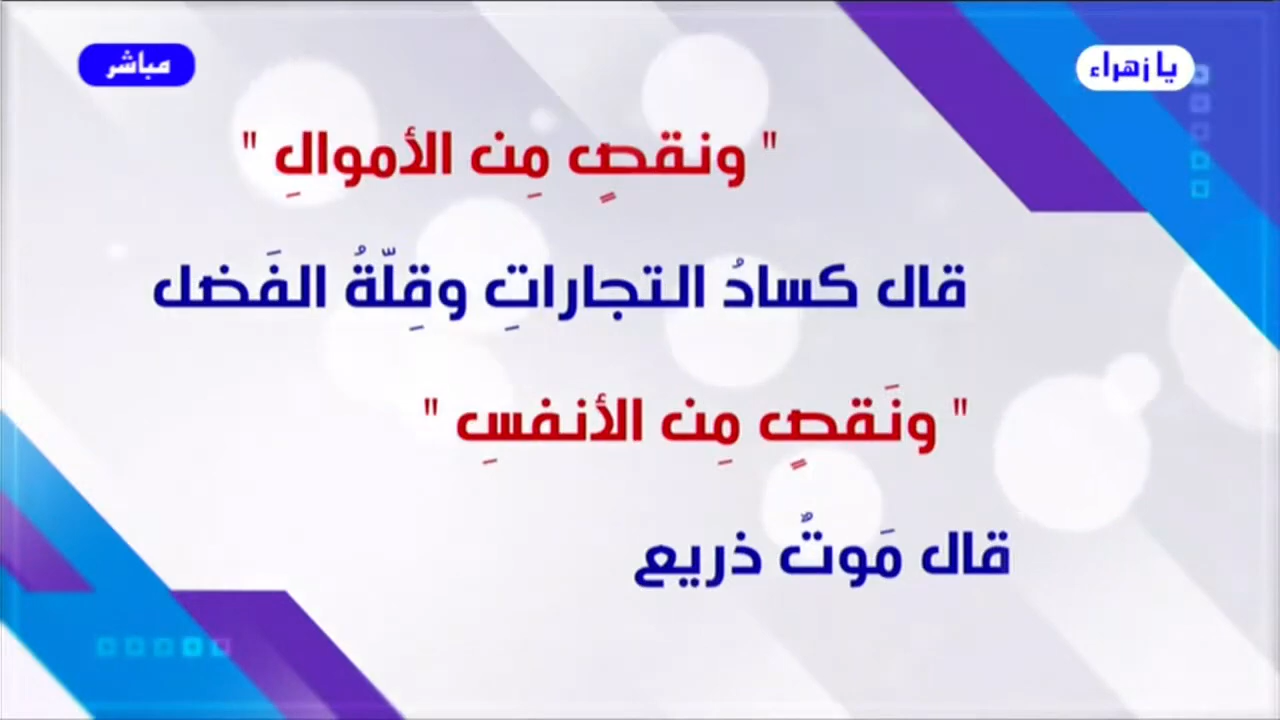 يا زهراء
مباشر
" ونقصٍ مِن الأموالِ "
قال كسادُ التجاراتِ وقِلّةُ الفَضل
" ونَقصٍ مِن الأنفسِ "
قال مَوتٌ ذريع